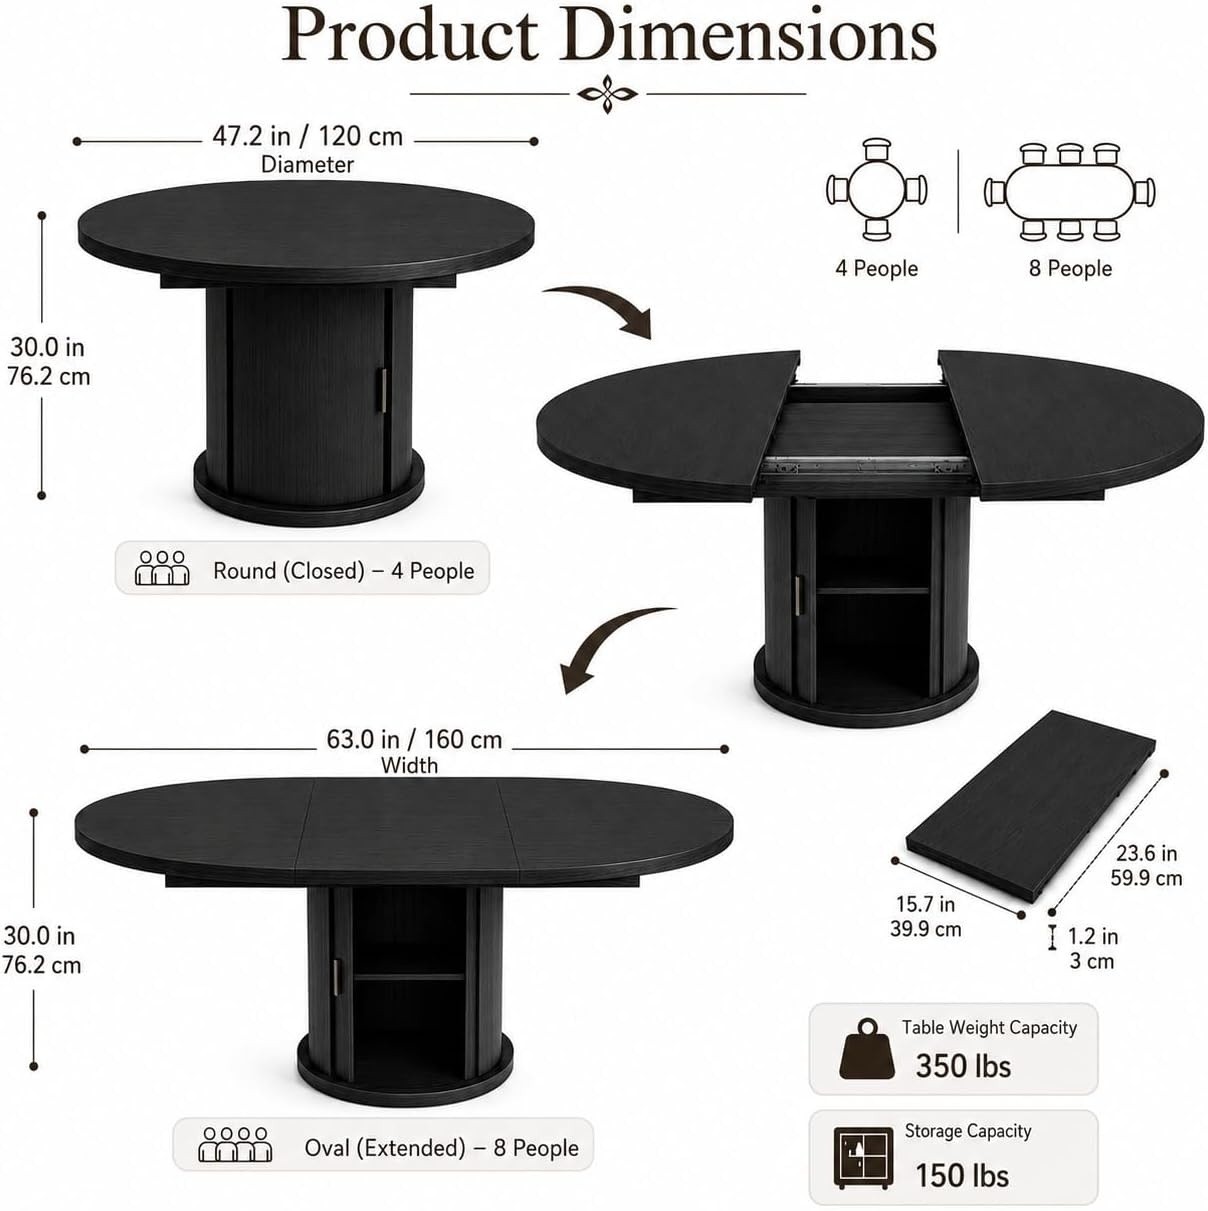 Product Dimensions
47.2 in / 120 cm
Diameter
4 People
8 People
30.0 in
76.2 cm
Round (Closed) – 4 People
63.0 in / 160 cm
Width
23.6 in
59.9 cm
15.7 in
39.9 cm
1.2 in
3 cm
30.0 in
76.2 cm
Table Weight Capacity
350 lbs
Storage Capacity
150 lbs
Oval (Extended) – 8 People